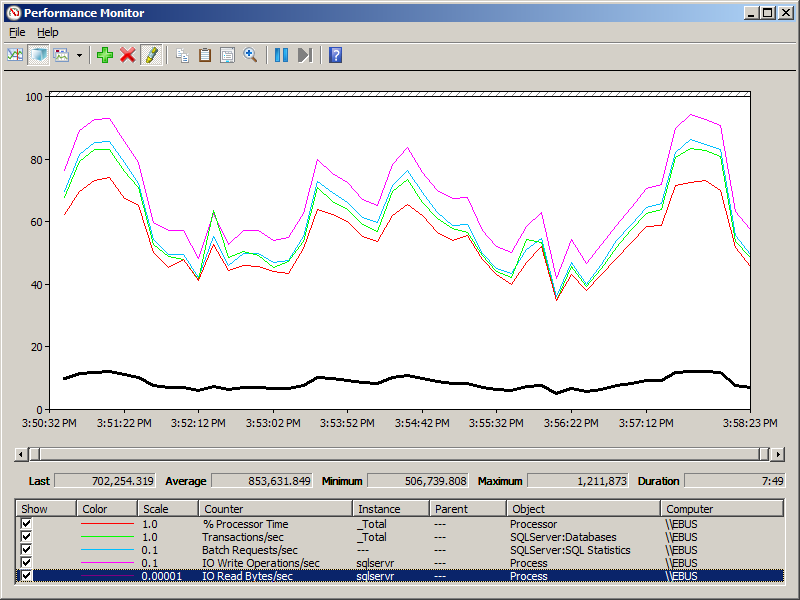 Performance Monitor
File Help
100
80
60
40
20
0
3:50:32 PM 3:51:22 PM 3:52:12 PM 3:53:02 PM 3:53:52 PM 3:54:42 PM 3:55:32 PM 3:56:22 PM 3:57:12 PM 3:58:23 PM
Last 702,254.319 Average 853,631.849 Minimum 506,739.808 Maximum 1,211,873 Duration 7:49
Show Color Scale Counter Instance Parent Object Computer
1.0 % Processor Time _Total --- Processor \\EBUS
1.0 Transactions/sec _Total --- SQLServer:Databases \\EBUS
0.1 Batch Requests/sec --- --- SQLServer:SQL Statistics \\EBUS
0.1 IO Write Operations/sec sqlservr --- Process \\EBUS
0.00001 IO Read Bytes/sec sqlservr --- Process \\EBUS